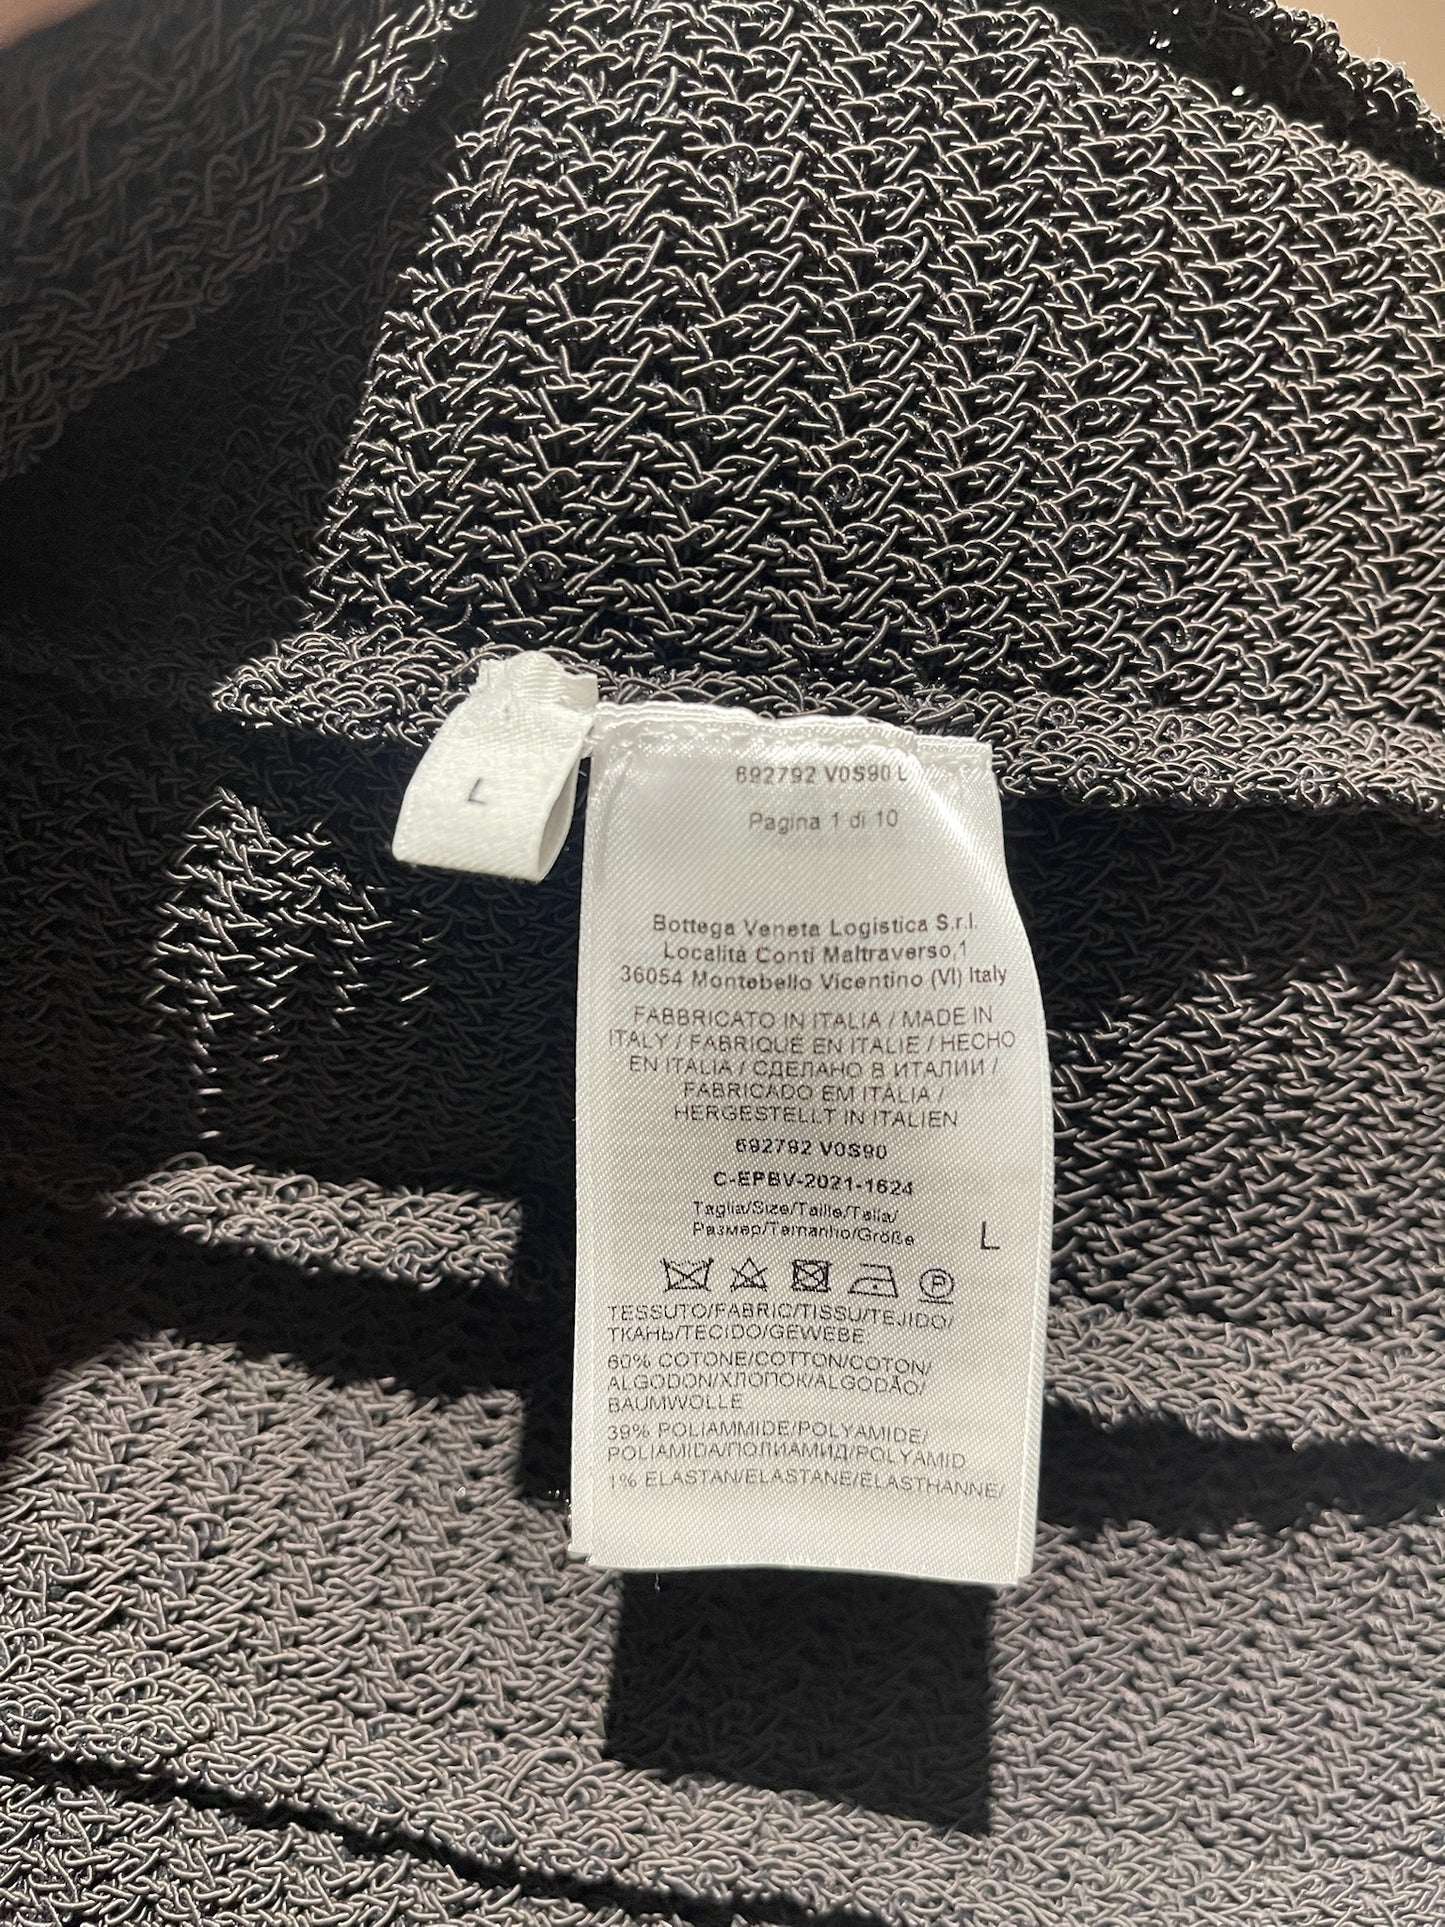 L
692792 V0S90 L
Pagina 1 di 10
Bottega Veneta Logistica S.r.l.
Località Conti Maltraverso,1
36054 Montebello Vicentino (VI) Italy
FABBRICATO IN ITALIA / MADE IN
ITALY / FABRIQUE EN ITALIE / HECHO
EN ITALIA / СДЕЛАНО В ИТАЛИИ /
FABRICADO EM ITÁLIA /
HERGESTELLT IN ITALIEN
692792 V0S90
C-EPBV-2021-1624
Taglia/Size/Taille/Talla/
Размер/Tamanho/Größe
L
P
TESSUTO/FABRIC/TISSU/TEJIDO/
ТКАНЬ/TECIDO/GEWEBE:
60% COTONE/COTTON/COTON/
ALGODON/ХЛОПОК/ALGODÃO/
BAUMWOLLE
39% POLIAMMIDE/POLYAMIDE/
POLIAMIDA/ПОЛИАМИД/POLYAMID
1% ELASTAN/ELASTANE/ELASTHANNE/